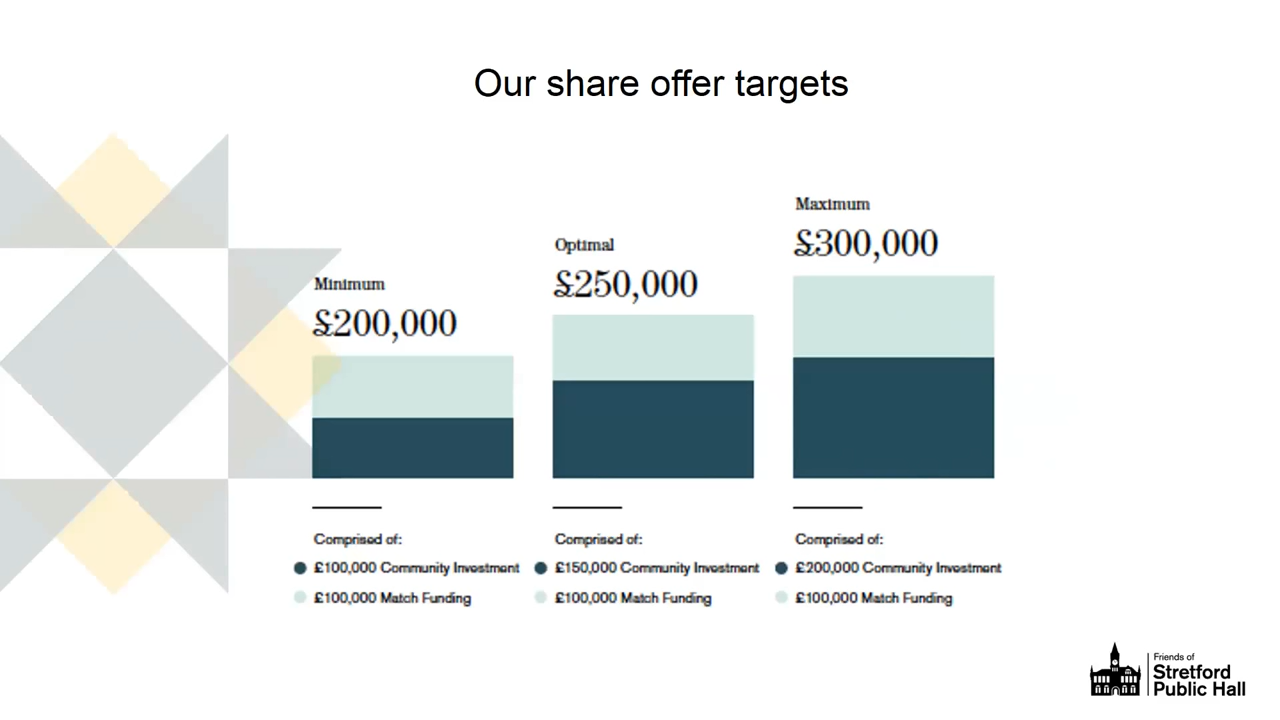 Our share offer targets
Minimum
£200,000
Comprised of:
£100,000 Community Investment
£100,000 Match Funding
Optimal
£250,000
Comprised of:
£150,000 Community Investment
£100,000 Match Funding
Maximum
£300,000
Comprised of:
£200,000 Community Investment
£100,000 Match Funding
Friends of
Stretford
Public Hall